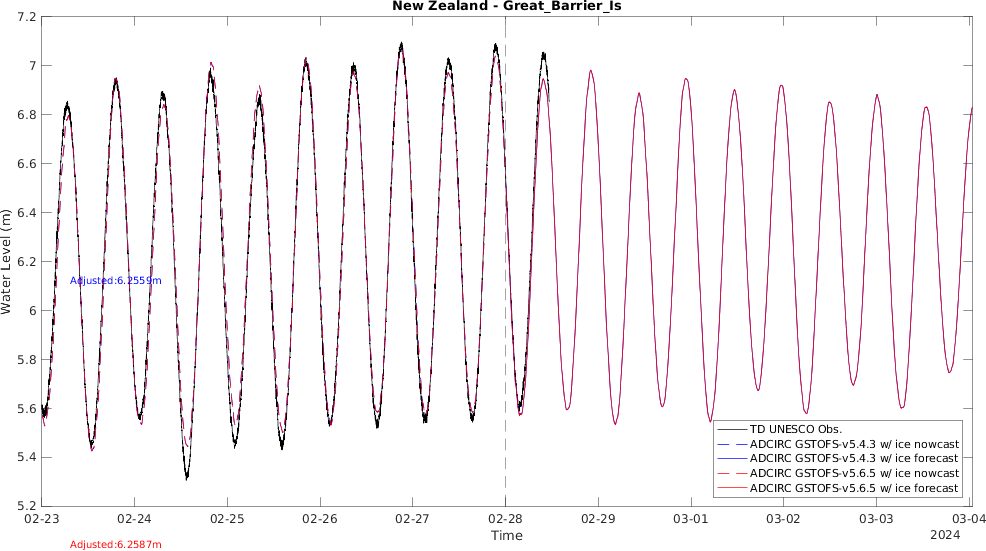 New Zealand - Great_Barrier_Is
7.2
7
6.8
6.6
6.4
6.2
6
5.8
5.6
5.4
5.2
Water Level (m)
Adjusted:6.2559m
TD UNESCO Obs.
ADCIRC GSTOFS-v5.4.3 w/ ice nowcast
ADCIRC GSTOFS-v5.4.3 w/ ice forecast
ADCIRC GSTOFS-v5.6.5 w/ ice nowcast
ADCIRC GSTOFS-v5.6.5 w/ ice forecast
02-23 02-24 02-25 02-26 02-27 02-28 02-29 03-01 03-02 03-03 03-04
Time
2024
Adjusted:6.2587m